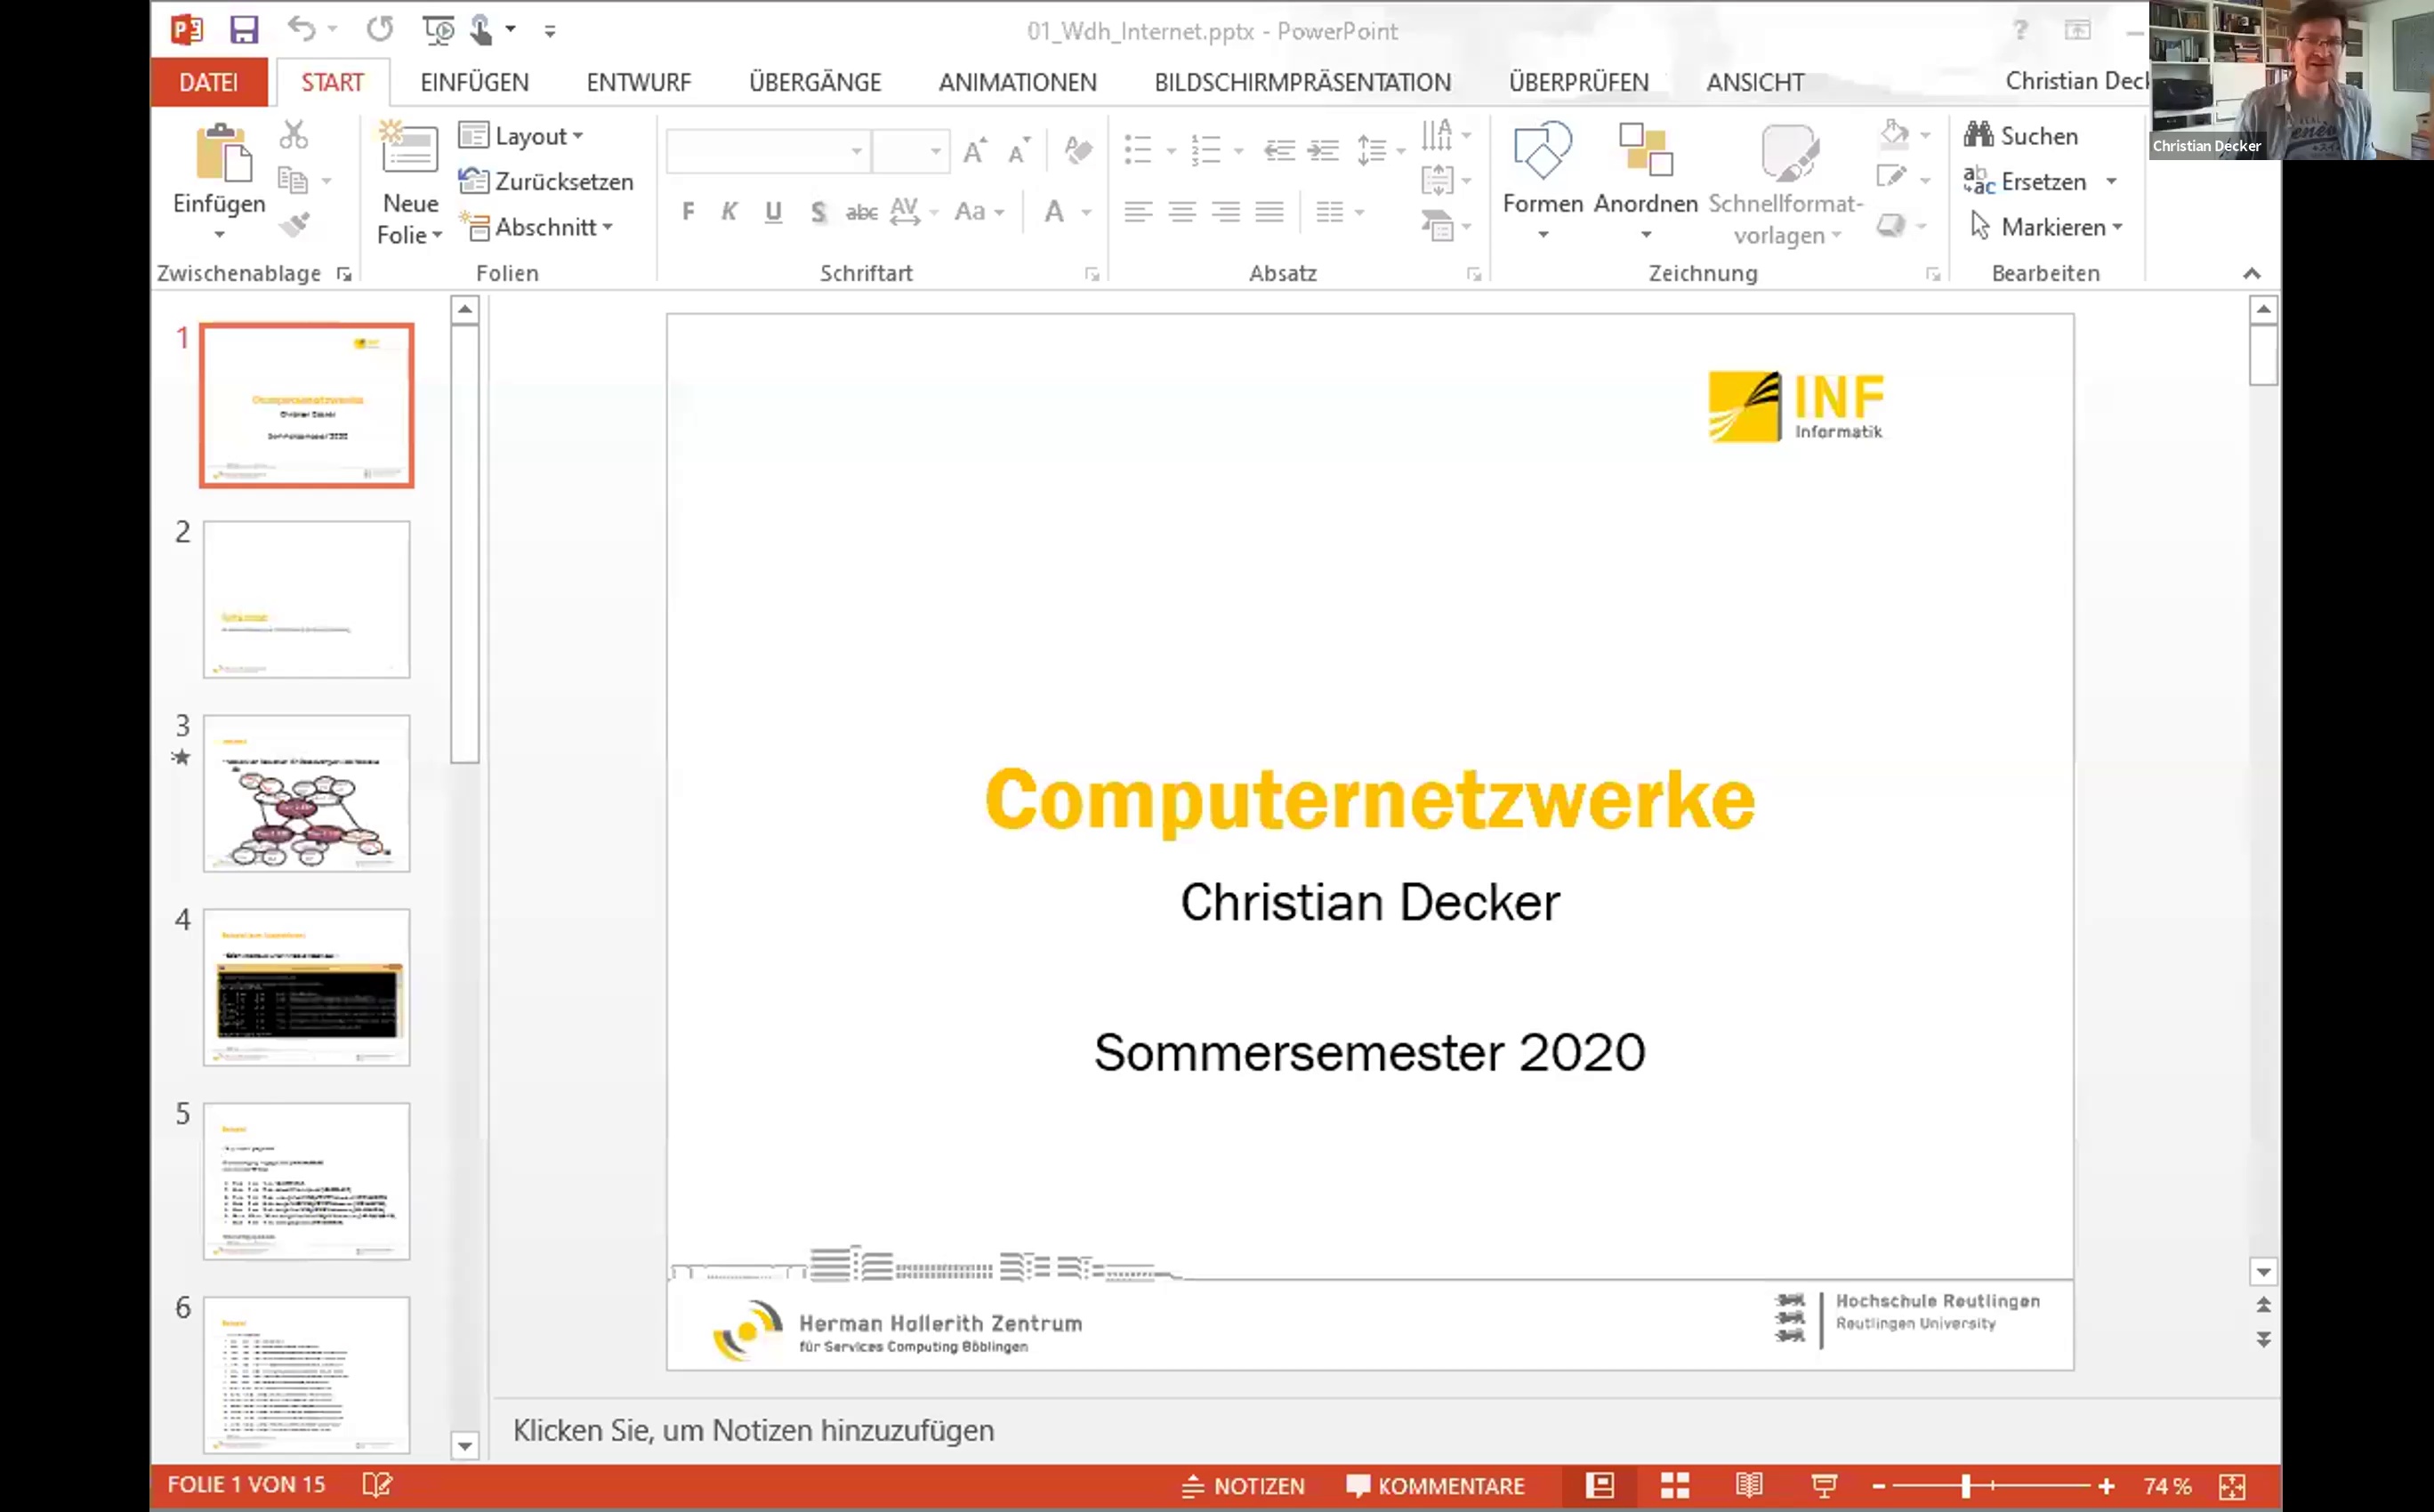 01_Wdh_Internet.pptx - PowerPoint
DATEI START EINFÜGEN ENTWURF ÜBERGÄNGE ANIMATIONEN BILDSCHIRMPRÄSENTATION ÜBERPRÜFEN ANSICHT Christian Deck
Christian Decker
Einfügen
Neue
Folie
Layout
Zurücksetzen
Abschnitt
F K U S abc AV Aa A
Formen Anordnen Schnellformat-
vorlagen
Suchen
Ersetzen
Markieren
Zwischenablage Folien Schriftart Absatz Zeichnung Bearbeiten
1
2
3
4
5
6
INF
Informatik
Computernetzwerke
Christian Decker
Sommersemester 2020
Herman Hollerith Zentrum
für Services Computing Böblingen
Hochschule Reutlingen
Reutlingen University
Klicken Sie, um Notizen hinzuzufügen
FOLIE 1 VON 15 NOTIZEN KOMMENTARE 74 %